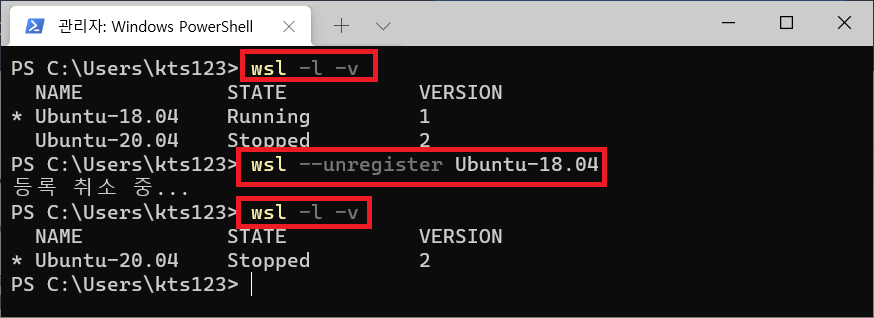 관리자: Windows PowerShell
PS C:\Users\kts123> wsl -l -v
NAME STATE VERSION
* Ubuntu-18.04 Running 1
Ubuntu-20.04 Stopped 2
PS C:\Users\kts123> wsl --unregister Ubuntu-18.04
등록 취소 중...
PS C:\Users\kts123> wsl -l -v
NAME STATE VERSION
* Ubuntu-20.04 Stopped 2
PS C:\Users\kts123>